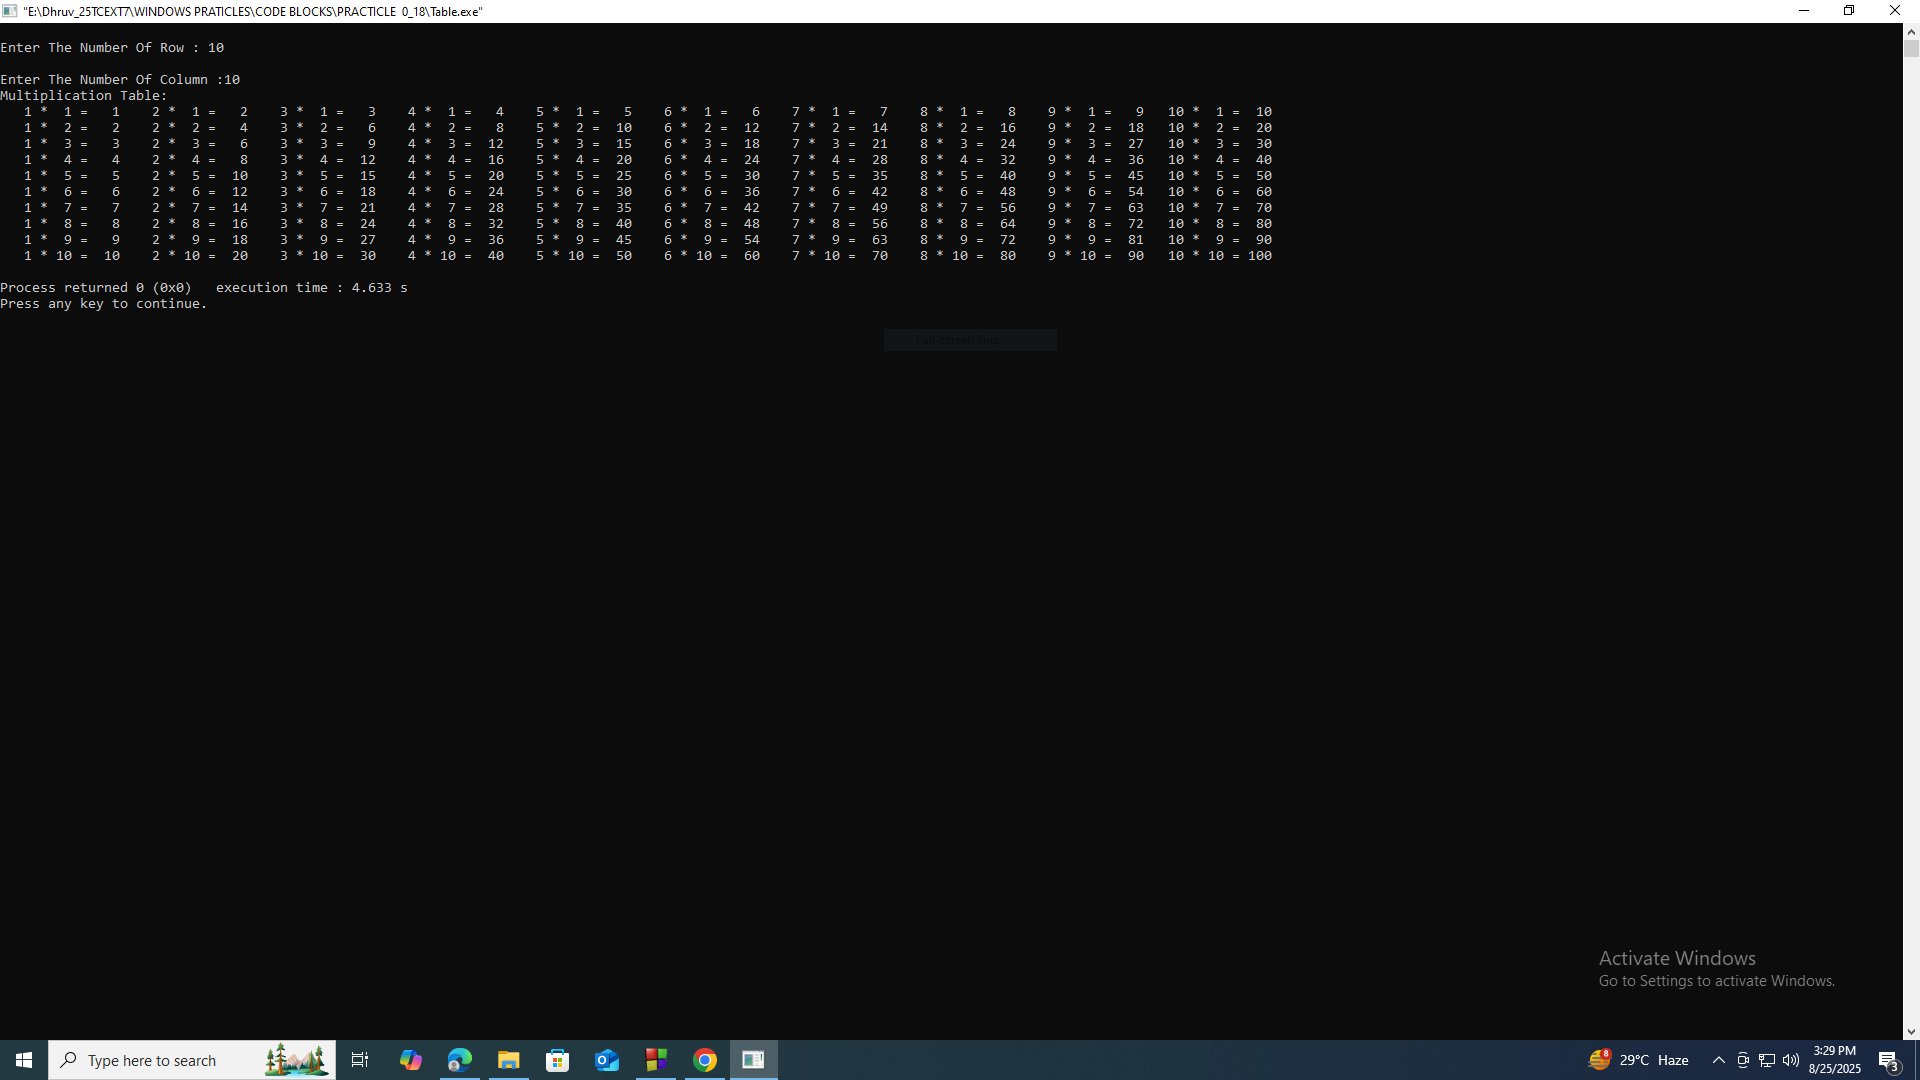 "E:\Dhruv_25TCEXT7\WINDOWS PRATICLES\CODE BLOCKS\PRACTICLE  0_18\Table.exe"
Enter The Number Of Row : 10
Enter The Number Of Column :10
Multiplication Table:
   1 *  1 =   1    2 *  1 =   2    3 *  1 =   3    4 *  1 =   4    5 *  1 =   5    6 *  1 =   6    7 *  1 =   7    8 *  1 =   8    9 *  1 =   9   10 *  1 =  10
   1 *  2 =   2    2 *  2 =   4    3 *  2 =   6    4 *  2 =   8    5 *  2 =  10    6 *  2 =  12    7 *  2 =  14    8 *  2 =  16    9 *  2 =  18   10 *  2 =  20
   1 *  3 =   3    2 *  3 =   6    3 *  3 =   9    4 *  3 =  12    5 *  3 =  15    6 *  3 =  18    7 *  3 =  21    8 *  3 =  24    9 *  3 =  27   10 *  3 =  30
   1 *  4 =   4    2 *  4 =   8    3 *  4 =  12    4 *  4 =  16    5 *  4 =  20    6 *  4 =  24    7 *  4 =  28    8 *  4 =  32    9 *  4 =  36   10 *  4 =  40
   1 *  5 =   5    2 *  5 =  10    3 *  5 =  15    4 *  5 =  20    5 *  5 =  25    6 *  5 =  30    7 *  5 =  35    8 *  5 =  40    9 *  5 =  45   10 *  5 =  50
   1 *  6 =   6    2 *  6 =  12    3 *  6 =  18    4 *  6 =  24    5 *  6 =  30    6 *  6 =  36    7 *  6 =  42    8 *  6 =  48    9 *  6 =  54   10 *  6 =  60
   1 *  7 =   7    2 *  7 =  14    3 *  7 =  21    4 *  7 =  28    5 *  7 =  35    6 *  7 =  42    7 *  7 =  49    8 *  7 =  56    9 *  7 =  63   10 *  7 =  70
   1 *  8 =   8    2 *  8 =  16    3 *  8 =  24    4 *  8 =  32    5 *  8 =  40    6 *  8 =  48    7 *  8 =  56    8 *  8 =  64    9 *  8 =  72   10 *  8 =  80
   1 *  9 =   9    2 *  9 =  18    3 *  9 =  27    4 *  9 =  36    5 *  9 =  45    6 *  9 =  54    7 *  9 =  63    8 *  9 =  72    9 *  9 =  81   10 *  9 =  90
   1 * 10 =  10    2 * 10 =  20    3 * 10 =  30    4 * 10 =  40    5 * 10 =  50    6 * 10 =  60    7 * 10 =  70    8 * 10 =  80    9 * 10 =  90   10 * 10 = 100
Process returned 0 (0x0)   execution time : 4.633 s
Press any key to continue.
Full-screen Snip
Activate Windows
Go to Settings to activate Windows.
Type here to search
8
29°C Haze
3:29 PM
8/25/2025
3